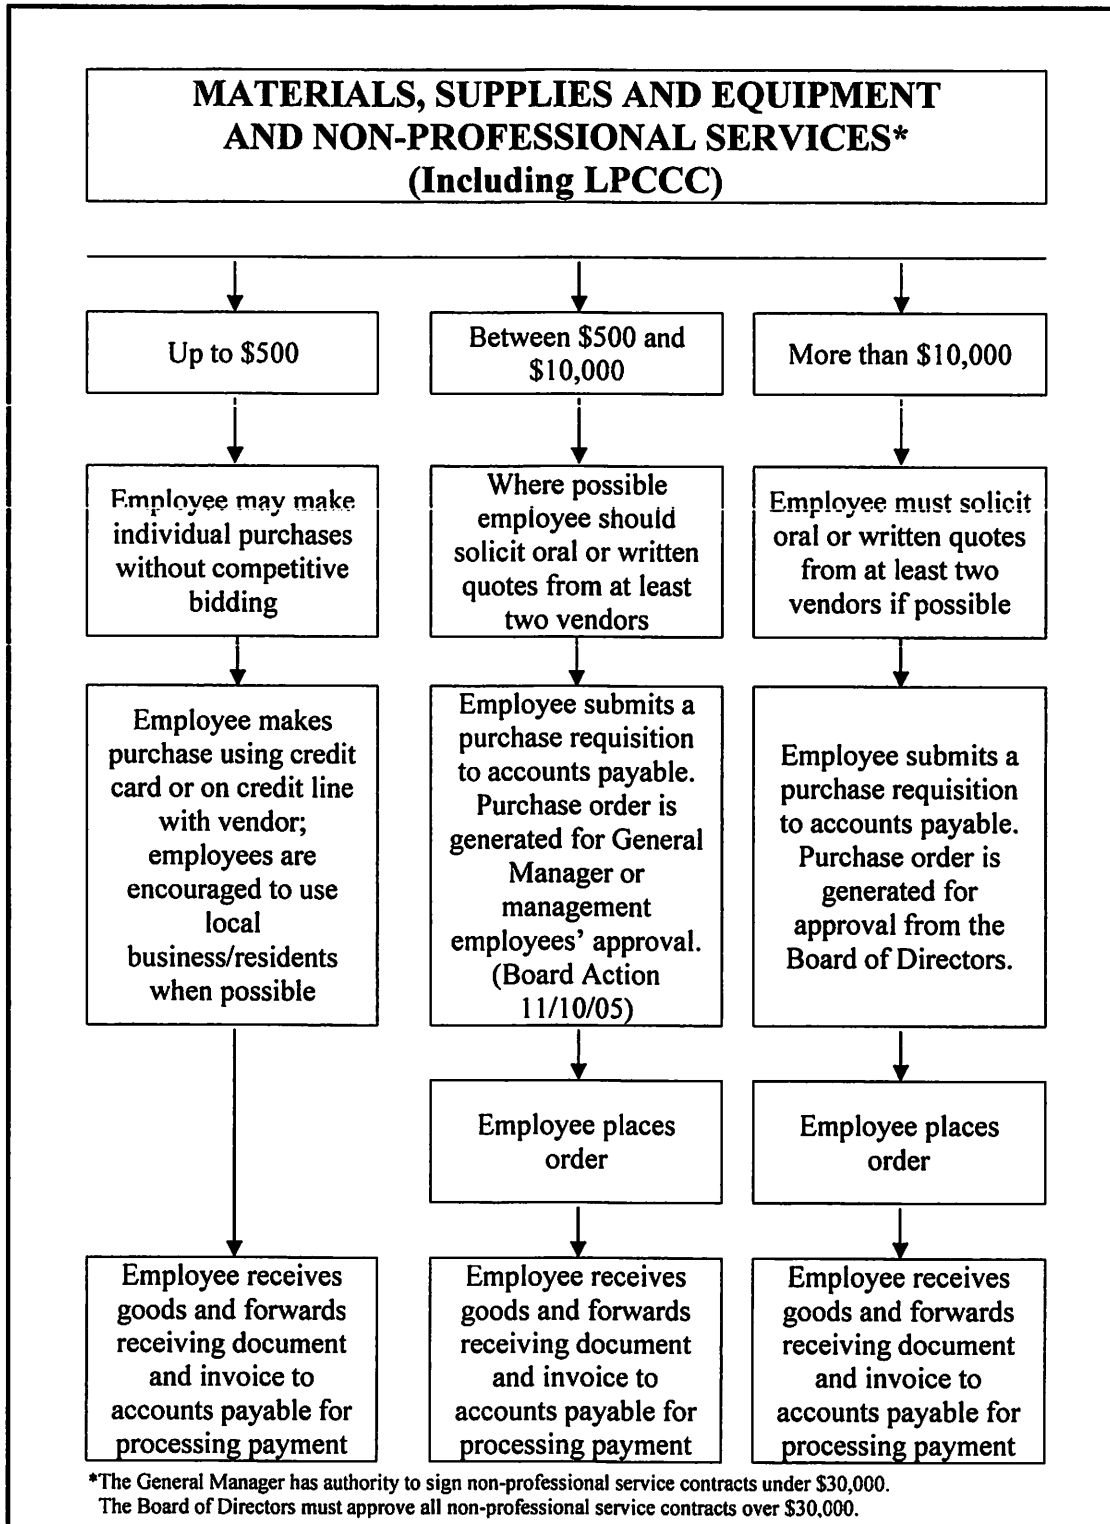 MATERIALS, SUPPLIES AND EQUIPMENT
AND NON-PROFESSIONAL SERVICES*
(Including LPCCC)
Up to $500
Between $500 and
$10,000
More than $10,000
Employee may make
individual purchases
without competitive
bidding
Where possible
employee should
solicit oral or written
quotes from at least
two vendors
Employee must solicit
oral or written quotes
from at least two
vendors if possible
Employee makes
purchase using credit
card or on credit line
with vendor;
employees are
encouraged to use
local
business/residents
when possible
Employee submits a
purchase requisition
to accounts payable.
Purchase order is
generated for General
Manager or
management
employees’ approval.
(Board Action
11/10/05)
Employee submits a
purchase requisition
to accounts payable.
Purchase order is
generated for
approval from the
Board of Directors.
Employee places
order
Employee places
order
Employee receives
goods and forwards
receiving document
and invoice to
accounts payable for
processing payment
Employee receives
goods and forwards
receiving document
and invoice to
accounts payable for
processing payment
Employee receives
goods and forwards
receiving document
and invoice to
accounts payable for
processing payment
*The General Manager has authority to sign non-professional service contracts under $30,000.
The Board of Directors must approve all non-professional service contracts over $30,000.